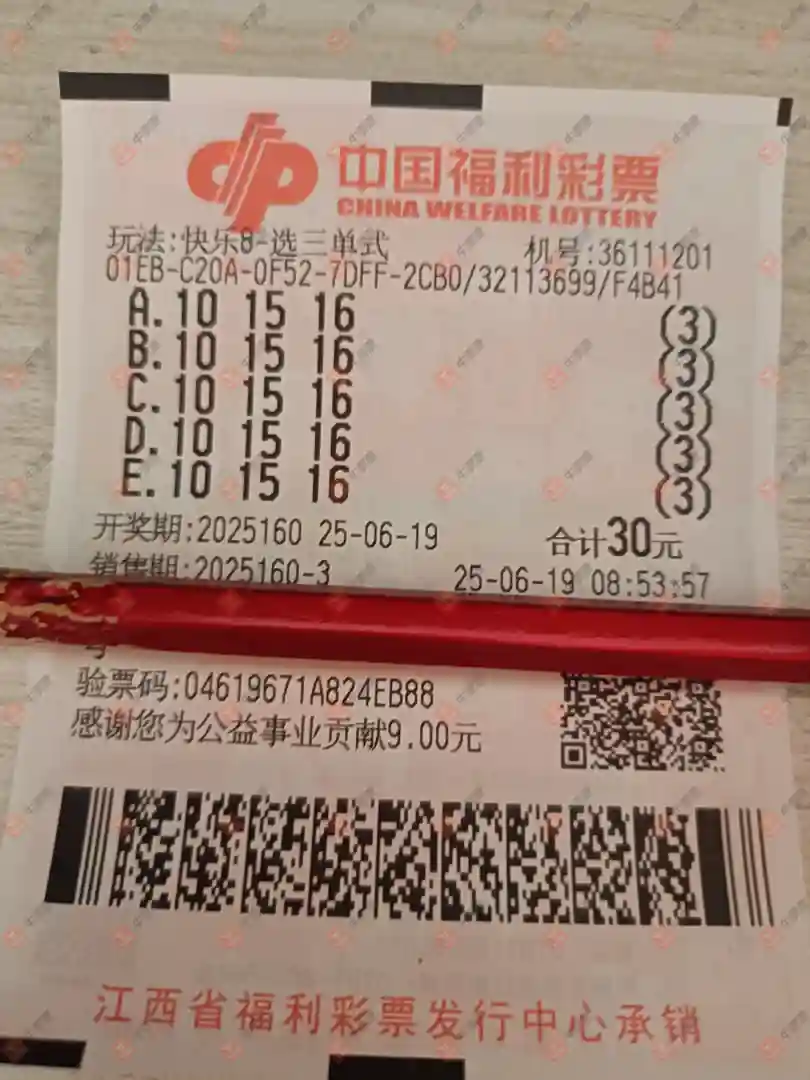 中国福利彩票
CHINA WELFARE LOTTERY
玩法:快乐8-选三单式 机号:36111201
01EB-C20A-0F52-7DFF-2CB0/32113699/F4B41
A.10 15 16 (3)
B.10 15 16 (3)
C.10 15 16 (3)
D.10 15 16 (3)
E.10 15 16 (3)
开奖期:2025160 25-06-19 合计30元
销售期:2025160-3 25-06-19 08:53:57
验票码:04619671A824EB88
感谢您为公益事业贡献9.00元
江西省福利彩票发行中心承销